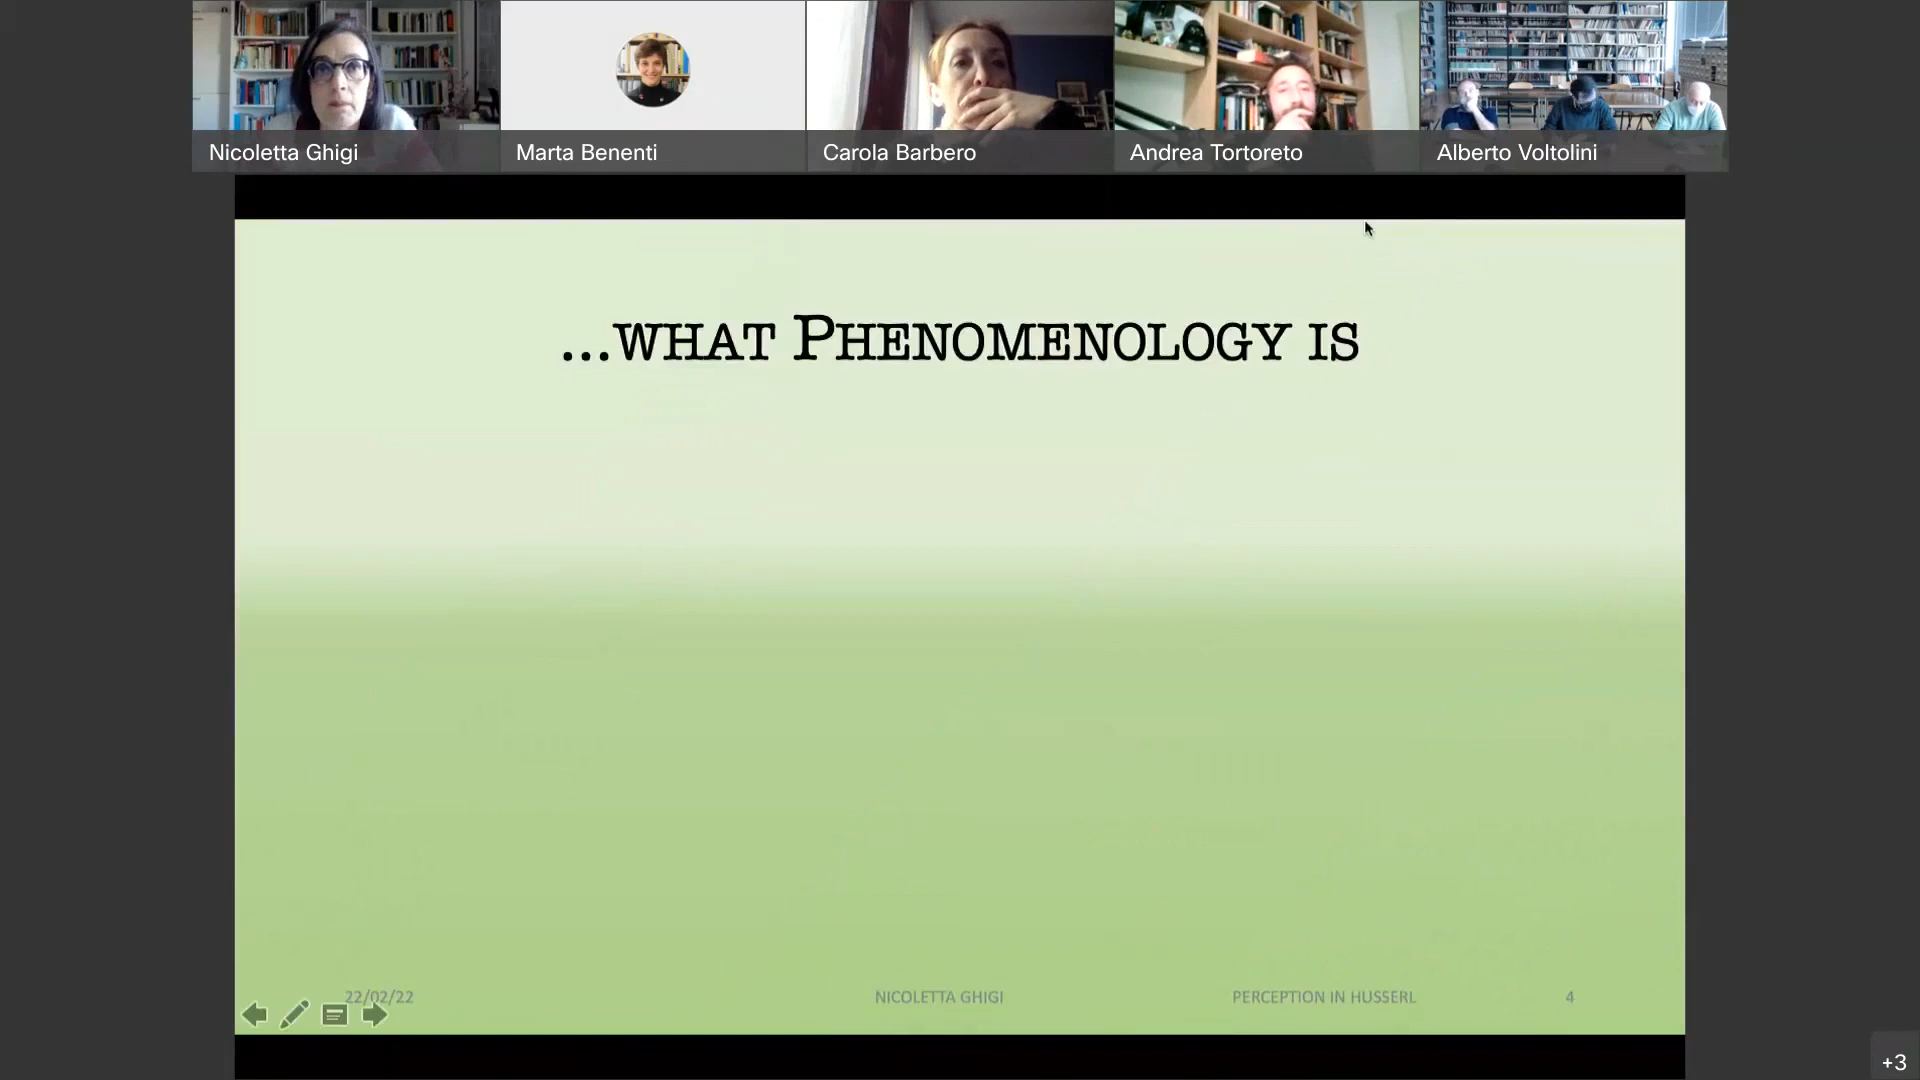 Nicoletta Ghigi
Marta Benenti
Carola Barbero
Andrea Tortoreto
Alberto Voltolini
...WHAT PHENOMENOLOGY IS
22/02/22
NICOLETTA GHIGI
PERCEPTION IN HUSSERL
4
+3